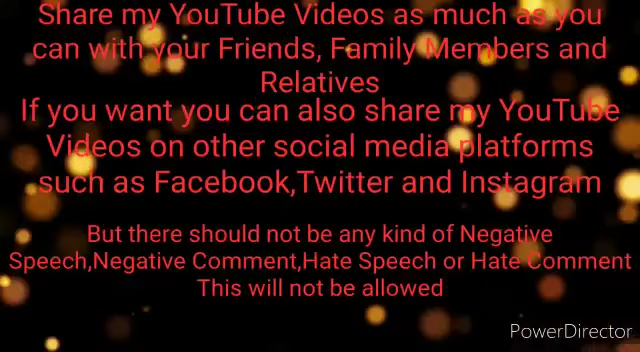 Share my YouTube Videos as much as you
can with your Friends, Family Members and
Relatives
If you want you can also share my YouTube
Videos on other social media platforms
such as Facebook,Twitter and Instagram
But there should not be any kind of Negative
Speech,Negative Comment,Hate Speech or Hate Comment
This will not be allowed
PowerDirector